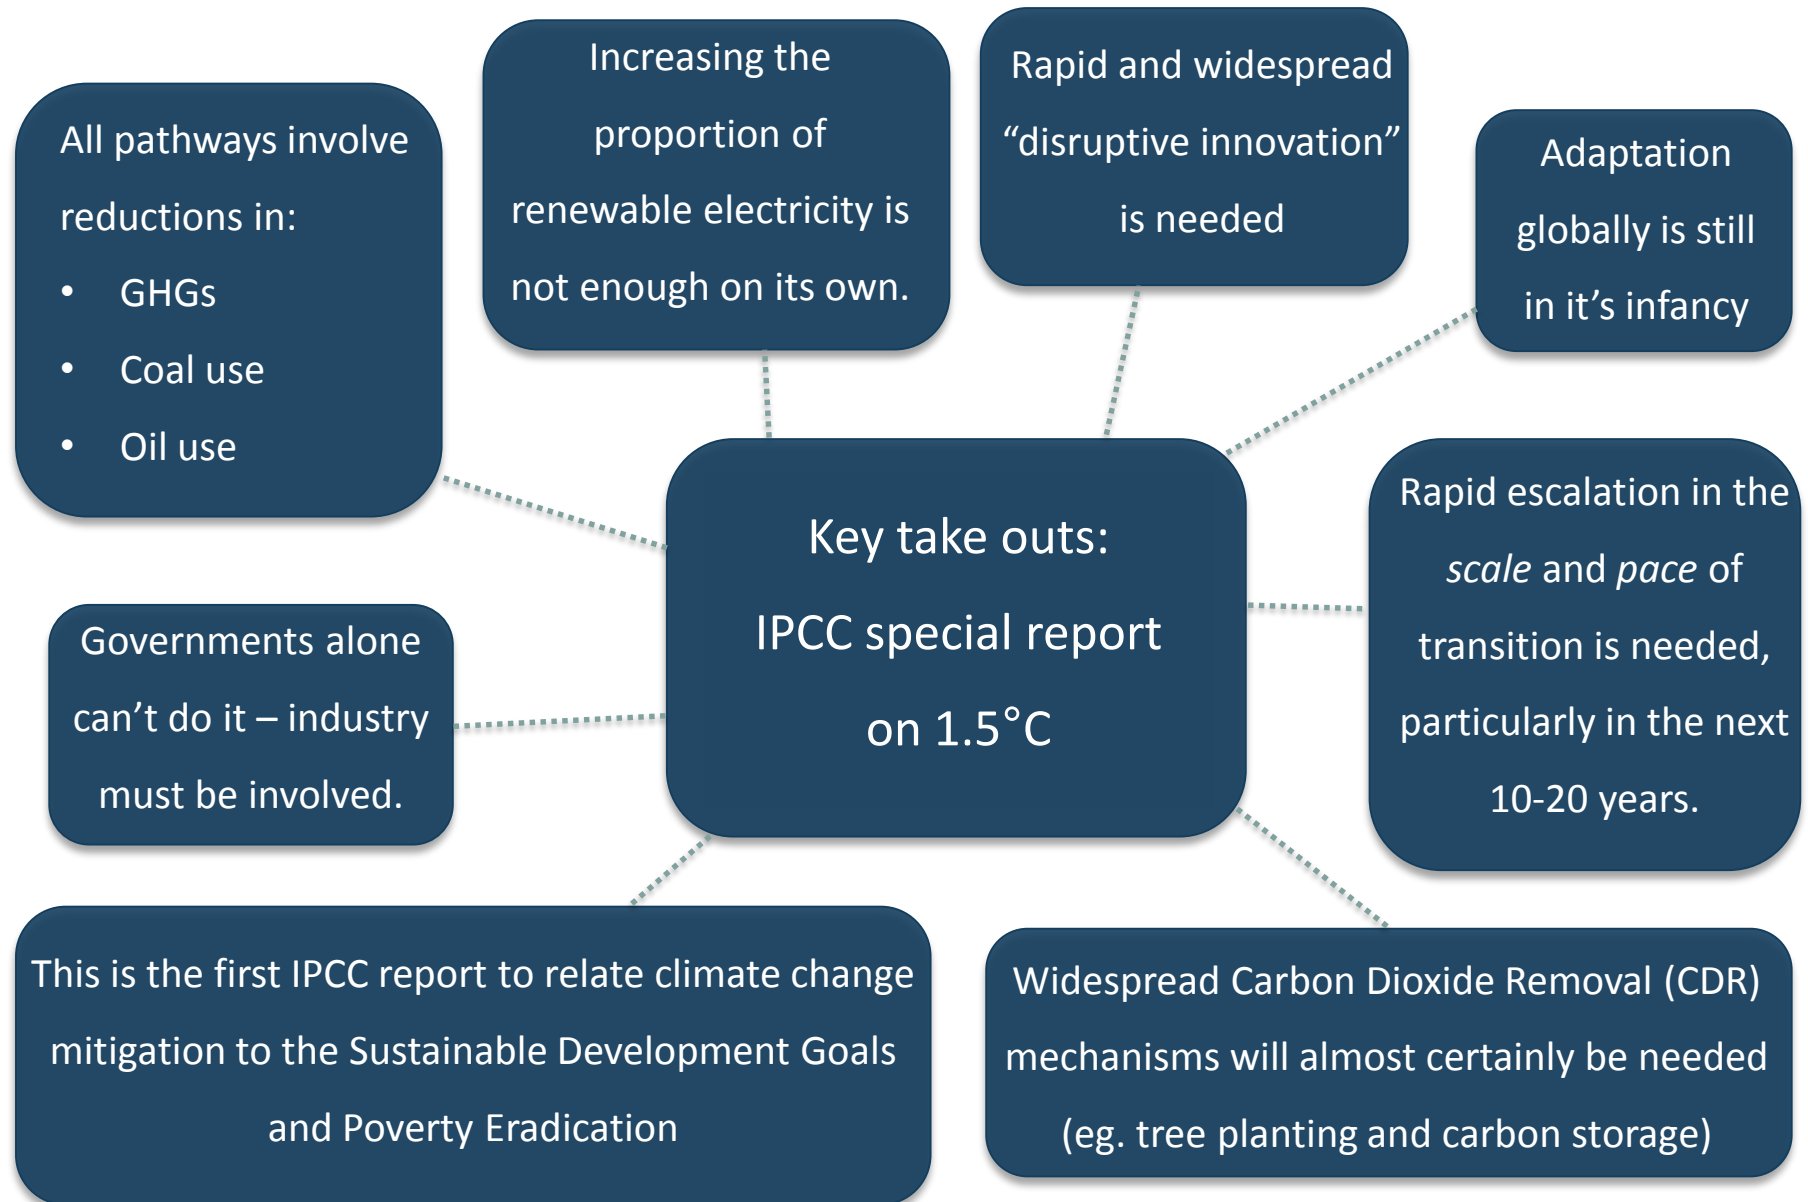 All pathways involve
reductions in:
• GHGs
• Coal use
• Oil use
Increasing the
proportion of
renewable electricity is
not enough on its own.
Rapid and widespread
“disruptive innovation”
is needed
Adaptation
globally is still
in it’s infancy
Key take outs:
IPCC special report
on 1.5°C
Rapid escalation in the
scale and pace of
transition is needed,
particularly in the next
10-20 years.
Governments alone
can’t do it – industry
must be involved.
This is the first IPCC report to relate climate change
mitigation to the Sustainable Development Goals
and Poverty Eradication
Widespread Carbon Dioxide Removal (CDR)
mechanisms will almost certainly be needed
(eg. tree planting and carbon storage)